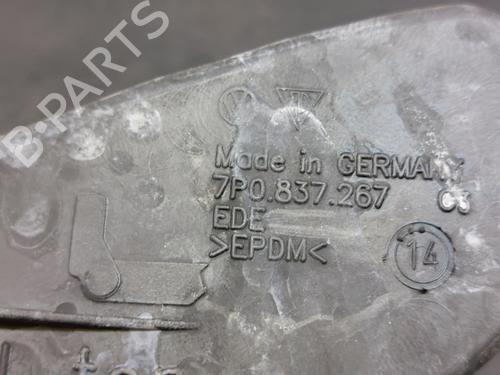 B-PARTS
Made in GERMANY
7P0.837.267
EDE
>EPDM<
14